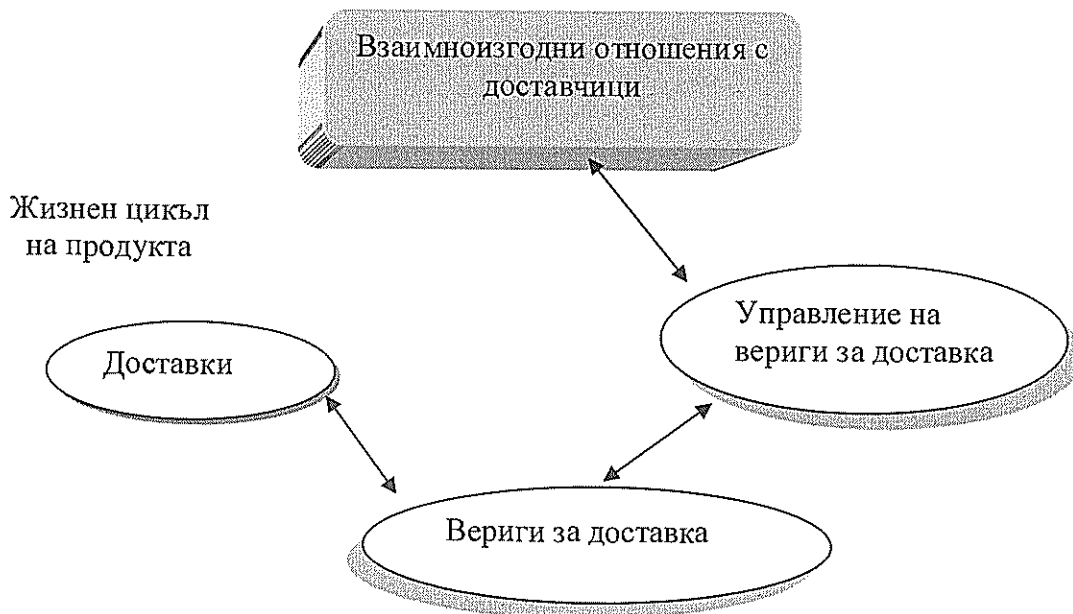 Взаимноизгодни отношения с
доставчици
Жизнен цикъл
на продукта
Управление на
вериги за доставка
Доставки
Вериги за доставка